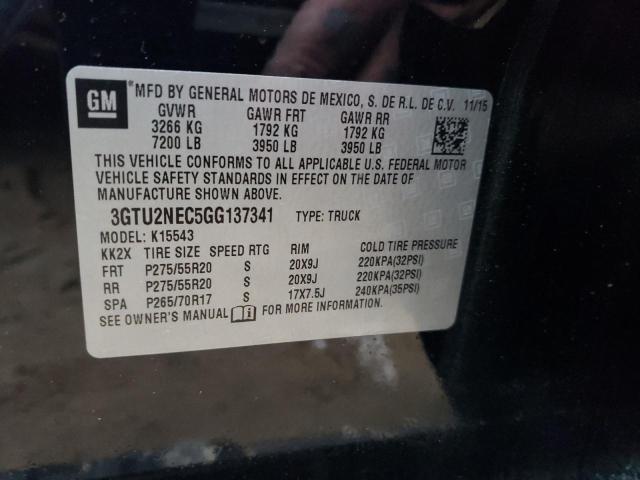 GM
MFD BY GENERAL MOTORS DE MEXICO, S. DE R.L. DE C.V. 11/15
GVWR GAWR FRT GAWR RR
3266 KG 1792 KG 1792 KG
7200 LB 3950 LB 3950 LB
THIS VEHICLE CONFORMS TO ALL APPLICABLE U.S. FEDERAL MOTOR
VEHICLE SAFETY STANDARDS IN EFFECT ON THE DATE OF
MANUFACTURE SHOWN ABOVE.
3GTU2NEC5GG137341 TYPE: TRUCK
MODEL: K15543
KK2X TIRE SIZE SPEED RTG RIM COLD TIRE PRESSURE
FRT P275/55R20 S 20X9J 220KPA(32PSI)
RR P275/55R20 S 20X9J 220KPA(32PSI)
SPA P265/70R17 S 17X7.5J 240KPA(35PSI)
SEE OWNER'S MANUAL FOR MORE INFORMATION.